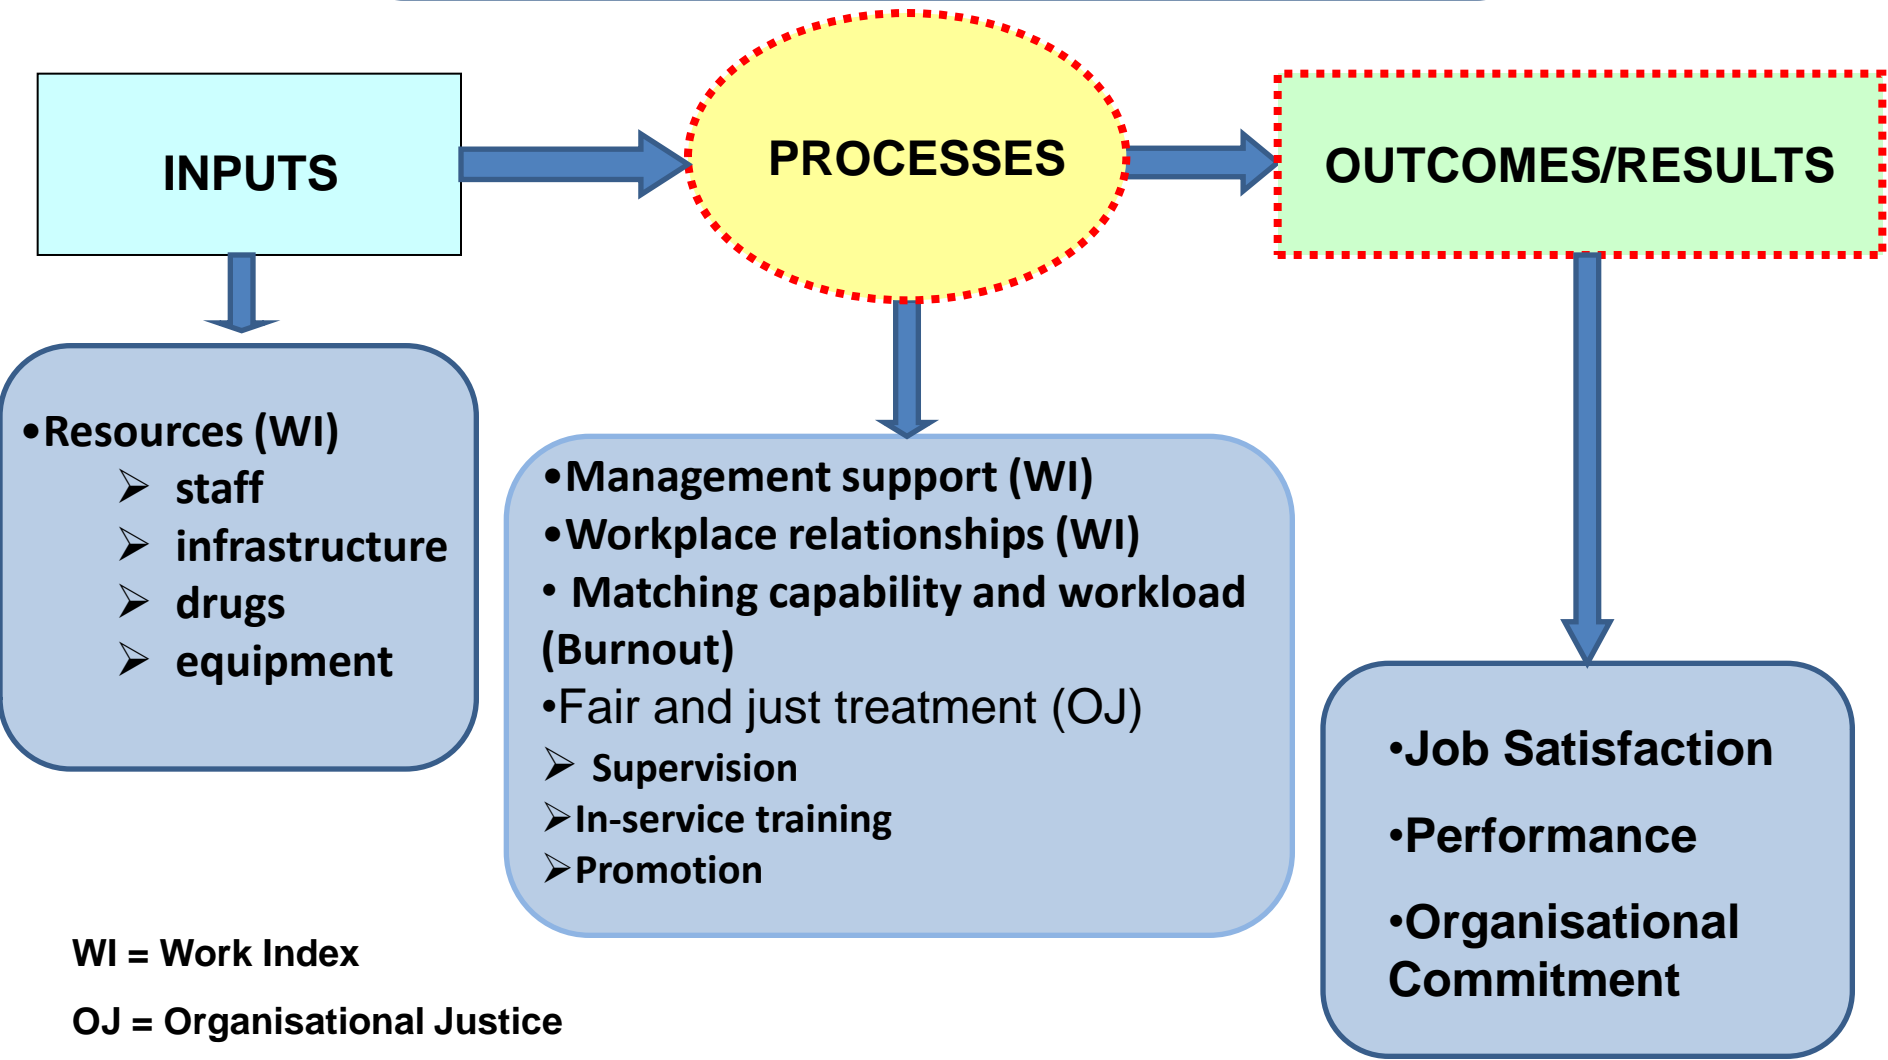 INPUTS
PROCESSES
OUTCOMES/RESULTS
•Resources (WI)
➢ staff
➢ infrastructure
➢ drugs
➢ equipment
•Management support (WI)
•Workplace relationships (WI)
• Matching capability and workload
(Burnout)
•Fair and just treatment (OJ)
➢ Supervision
➢In-service training
➢Promotion
•Job Satisfaction
•Performance
•Organisational
Commitment
WI = Work Index
OJ = Organisational Justice